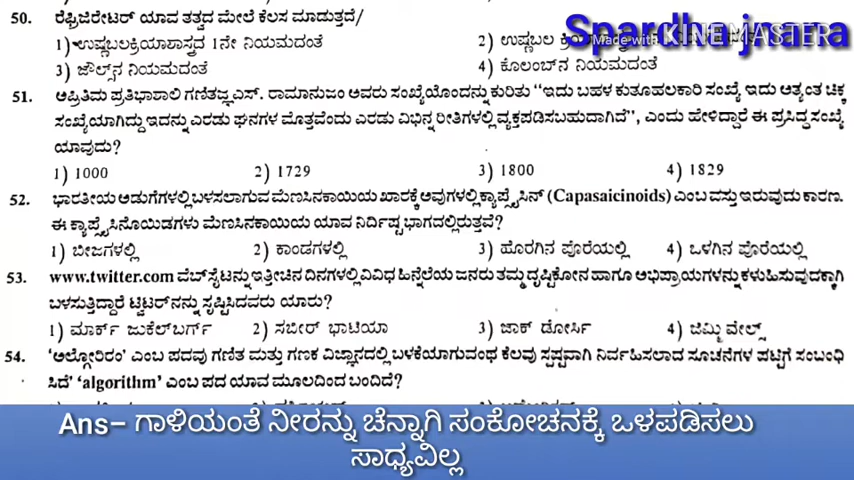 50. ರೆಫ್ರಿಜಿರೇಟರ್ ಯಾವ ತತ್ವದ ಮೇಲೆ ಕೆಲಸ ಮಾಡುತ್ತದೆ/
Spardha jnana
Made with KINEMASTER
1) ಉಷ್ಣಬಲಕ್ರಿಯಾಶಾಸ್ತ್ರದ 1ನೇ ನಿಯಮದಂತೆ 2) ಉಷ್ಣಬಲ
3) ಜೌಲ್ಸ್‌ನ ನಿಯಮದಂತೆ 4) ಕೊಲಂಬ್‌ನ ನಿಯಮದಂತೆ
51. ಅಪ್ರತಿಮ ಪ್ರತಿಭಾಶಾಲಿ ಗಣಿತಜ್ಞ ಎಸ್. ರಾಮಾನುಜಂ ಅವರು ಸಂಖ್ಯೆಯೊಂದನ್ನು ಕುರಿತು "ಇದು ಬಹಳ ಕುತೂಹಲಕಾರಿ ಸಂಖ್ಯೆ ಇದು ಅತ್ಯಂತ ಚಿಕ್ಕ
ಸಂಖ್ಯೆಯಾಗಿದ್ದು ಇದನ್ನು ಎರಡು ಘನಗಳ ಮೊತ್ತವೆಂದು ಎರಡು ವಿಭಿನ್ನ ರೀತಿಗಳಲ್ಲಿ ವ್ಯಕ್ತಪಡಿಸಬಹುದಾಗಿದೆ", ಎಂದು ಹೇಳಿದ್ದಾರೆ ಈ ಪ್ರಸಿದ್ಧ ಸಂಖ್ಯೆ
ಯಾವುದು?
1) 1000 2) 1729 3) 1800 4) 1829
52. ಭಾರತೀಯ ಅಡುಗೆಗಳಲ್ಲಿ ಬಳಸಲಾಗುವ ಮೆಣಸಿನಕಾಯಿಯ ಖಾರಕ್ಕೆ ಅವುಗಳಲ್ಲಿ ಕ್ಯಾಪ್ಸೈಸಿನ್ (Capasaicinoids) ಎಂಬ ವಸ್ತು ಇರುವುದು ಕಾರಣ.
ಈ ಕ್ಯಾಪ್ಸೈಸಿನೊಯಿಡಗಳು ಮೆಣಸಿನಕಾಯಿಯ ಯಾವ ನಿರ್ದಿಷ್ಟ ಭಾಗದಲ್ಲಿರುತ್ತವೆ?
1) ಬೀಜಗಳಲ್ಲಿ 2) ಕಾಂಡಗಳಲ್ಲಿ 3) ಹೊರಗಿನ ಪೊರೆಯಲ್ಲಿ 4) ಒಳಗಿನ ಪೊರೆಯಲ್ಲಿ
53. www.twitter.com ವೆಬ್‌ಸೈಟನ್ನು ಇತ್ತೀಚಿನ ದಿನಗಳಲ್ಲಿ ವಿವಿಧ ಹಿನ್ನೆಲೆಯ ಜನರು ತಮ್ಮ ದೃಷ್ಟಿಕೋನ ಹಾಗೂ ಅಭಿಪ್ರಾಯಗಳನ್ನು ಕಳುಹಿಸುವುದಕ್ಕಾಗಿ
ಬಳಸುತ್ತಿದ್ದಾರೆ ಟ್ವಿಟರ್‌ನನ್ನು ಸೃಷ್ಟಿಸಿದವರು ಯಾರು?
1) ಮಾರ್ಕ್ ಜುಕೆಲ್‌ಬರ್ಗ್ 2) ಸಬೀರ್ ಭಾಟಿಯಾ 3) ಜಾಕ್ ಡೋರ್ಸಿ 4) ಜಿಮ್ಮಿ ವೇಲ್ಸ್
54. 'ಅಲ್ಗೋರಿರಂ' ಎಂಬ ಪದವು ಗಣಿತ ಮತ್ತು ಗಣಕ ವಿಜ್ಞಾನದಲ್ಲಿ ಬಳಕೆಯಾಗುವಂಥ ಕೆಲವು ಸ್ಪಷ್ಟವಾಗಿ ನಿರ್ವಹಿಸಲಾದ ಸೂಚನೆಗಳ ಪಟ್ಟಿಗೆ ಸಂಬಂಧಿ
ಸಿದೆ 'algorithm' ಎಂಬ ಪದ ಯಾವ ಮೂಲದಿಂದ ಬಂದಿದೆ?
Ans– ಗಾಳಿಯಂತೆ ನೀರನ್ನು ಚೆನ್ನಾಗಿ ಸಂಕೋಚನಕ್ಕೆ ಒಳಪಡಿಸಲು
ಸಾಧ್ಯವಿಲ್ಲ